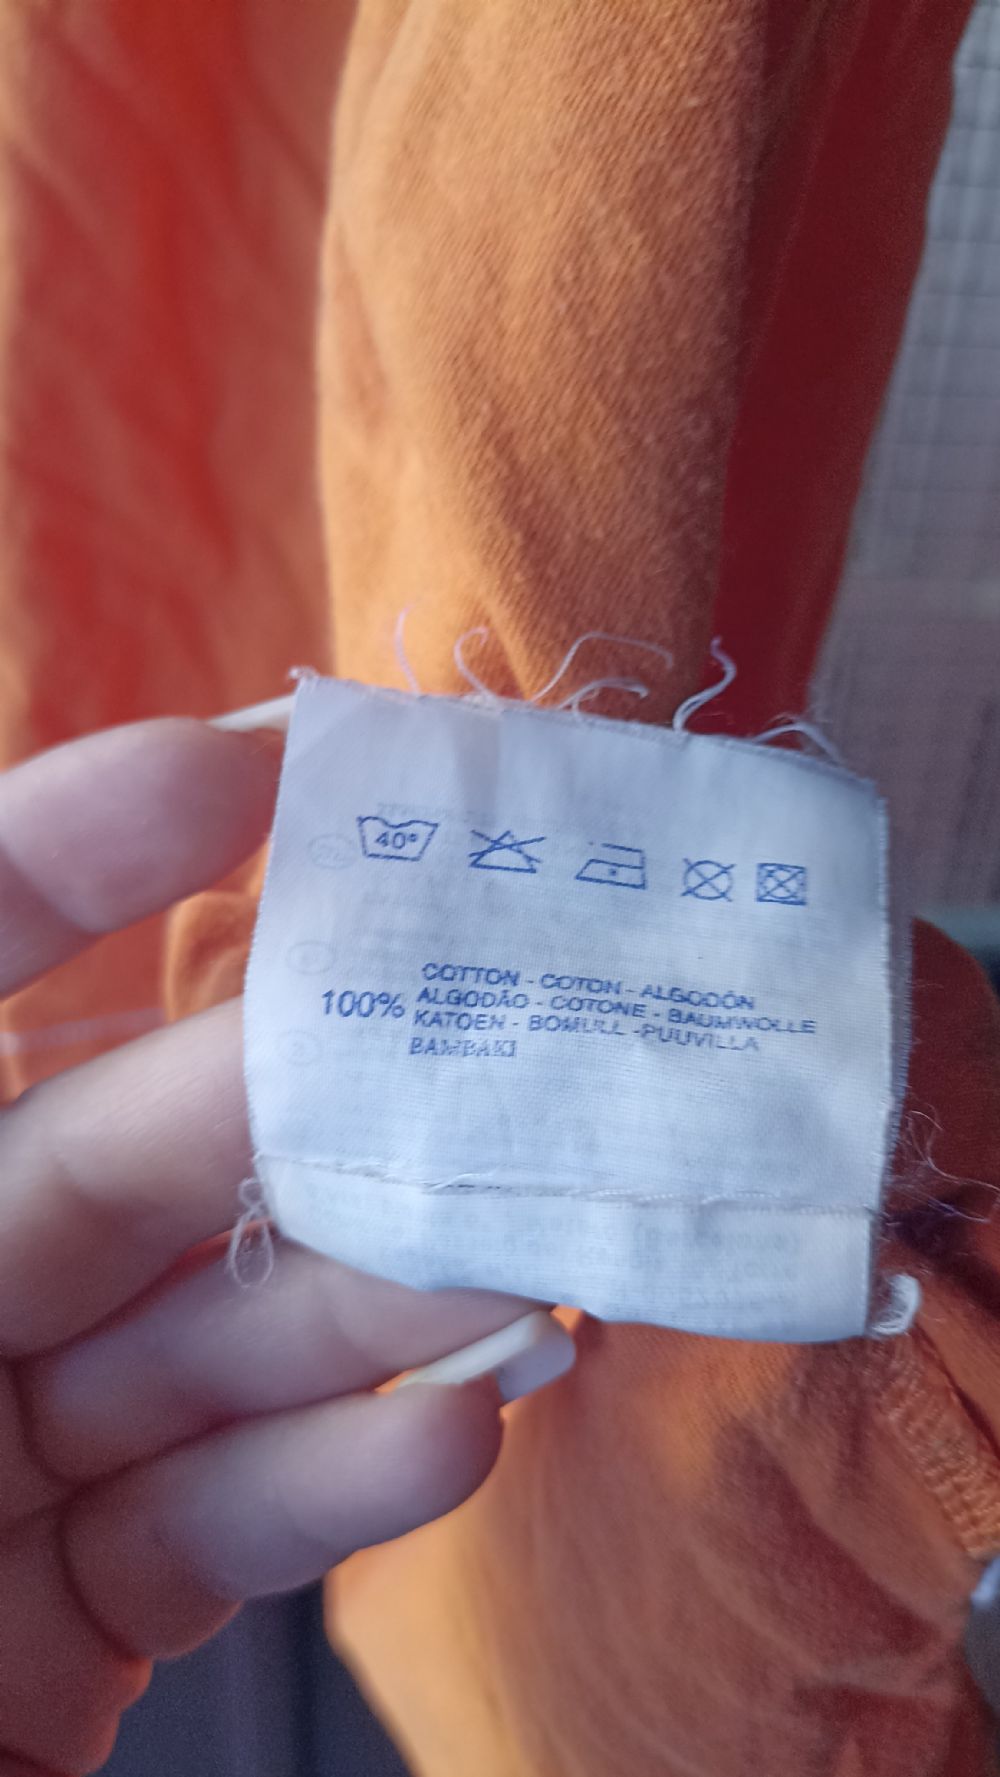 40°
COTTON - COTON - ALGODÓN
100% ALGODÃO - COTONE - BAUMWOLLE
KATOEN - BOMULL - PUUVILLA
BAMBAKI